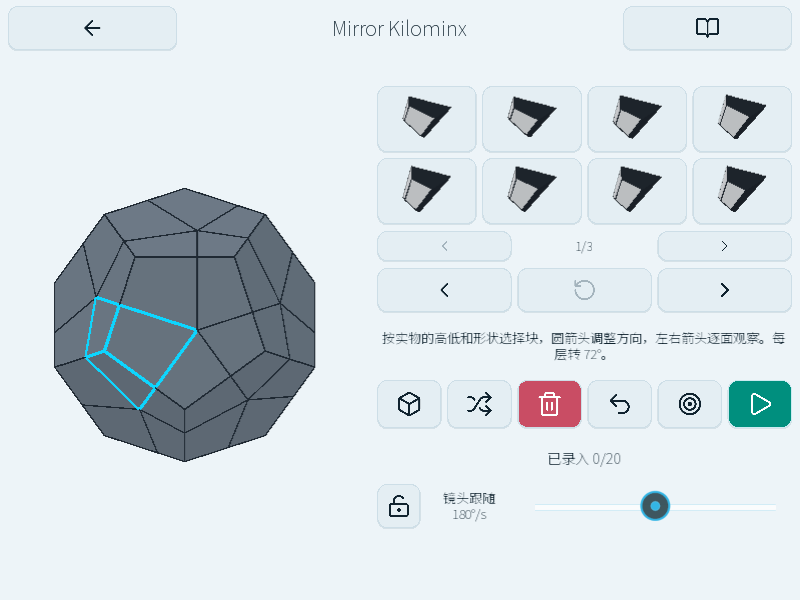 Mirror Kilominx
1/3
按实物的高低和形状选择块，圆箭头调整方向，左右箭头逐面观察。每
层转 72°。
已录入 0/20
镜头跟随
180°/s